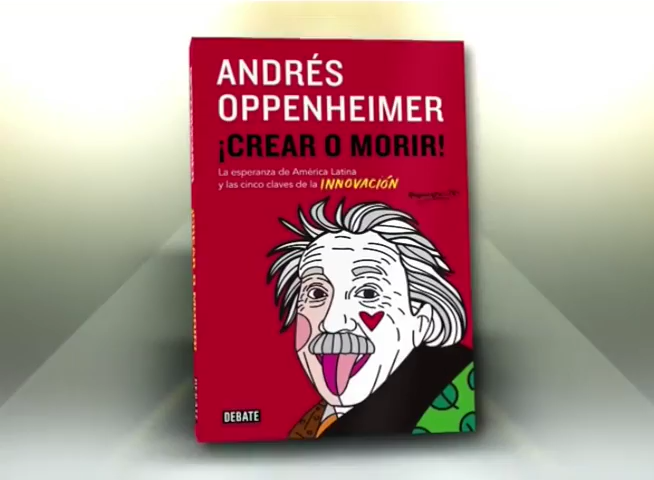 ANDRÉS
OPPENHEIMER
¡CREAR O MORIR!
La esperanza de América Latina
y las cinco claves de la INNOVACIÓN
DEBATE